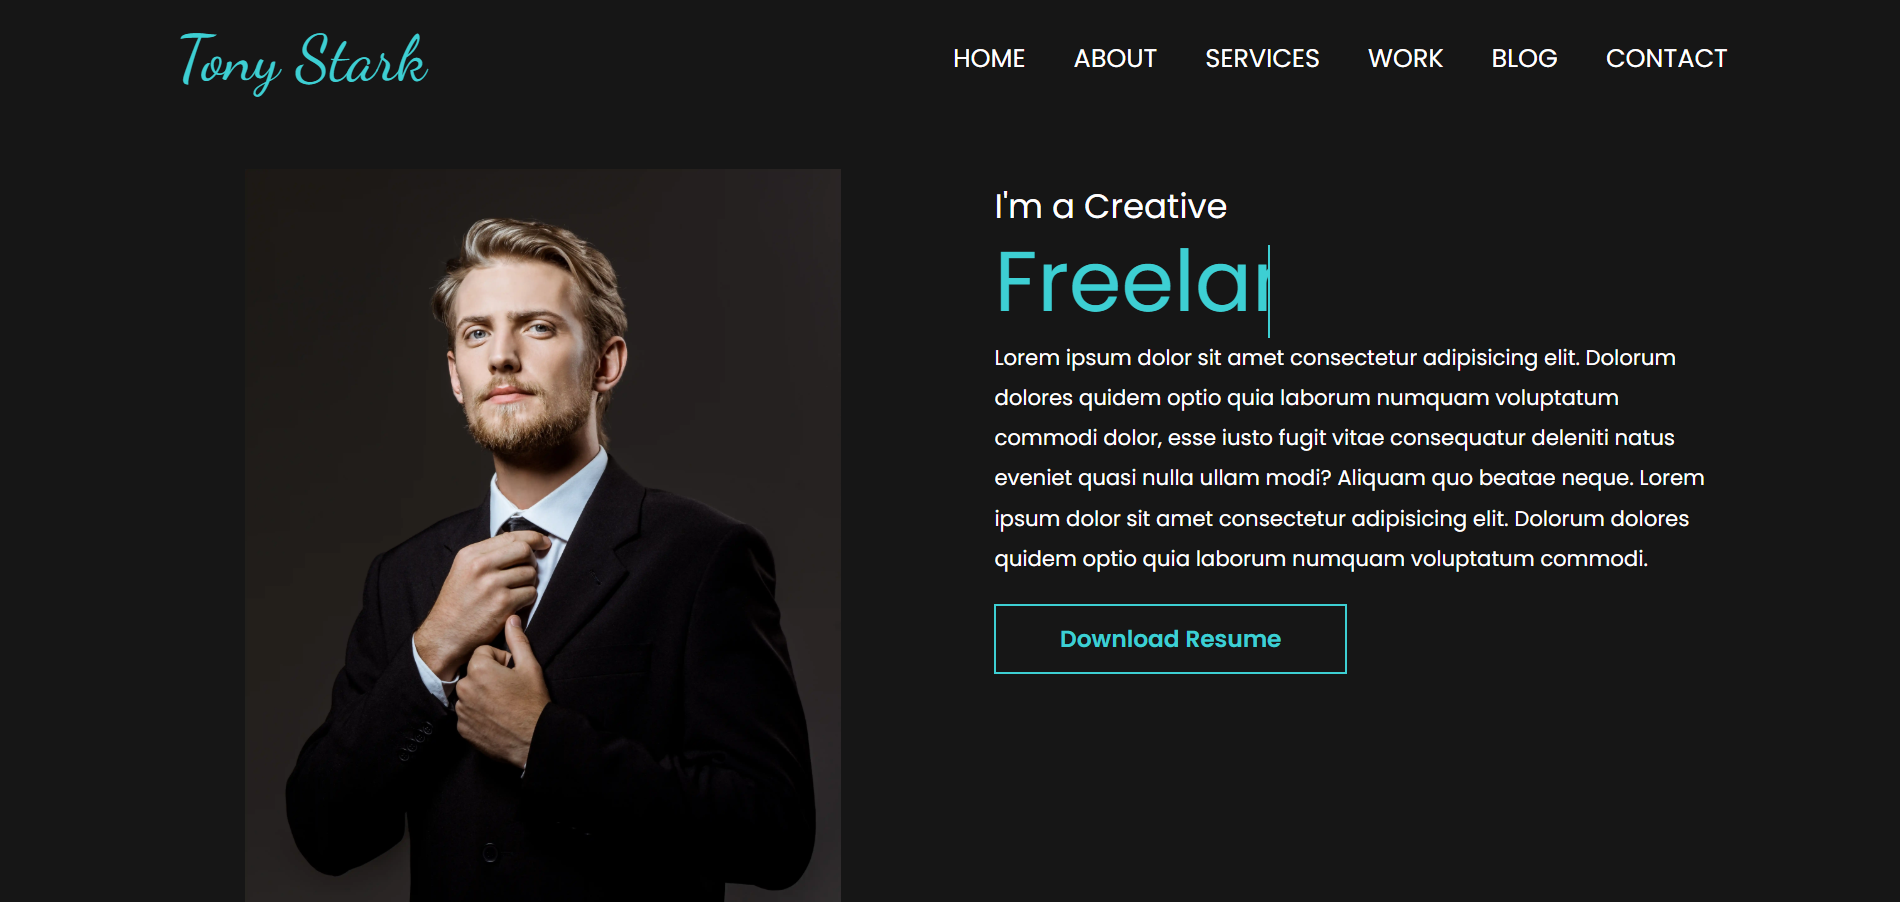 Tony Stark
HOME ABOUT SERVICES WORK BLOG CONTACT
I'm a Creative
Freelan
Lorem ipsum dolor sit amet consectetur adipisicing elit. Dolorum
dolores quidem optio quia laborum numquam voluptatum
commodi dolor, esse iusto fugit vitae consequatur deleniti natus
eveniet quasi nulla ullam modi? Aliquam quo beatae neque. Lorem
ipsum dolor sit amet consectetur adipisicing elit. Dolorum dolores
quidem optio quia laborum numquam voluptatum commodi.
Download Resume